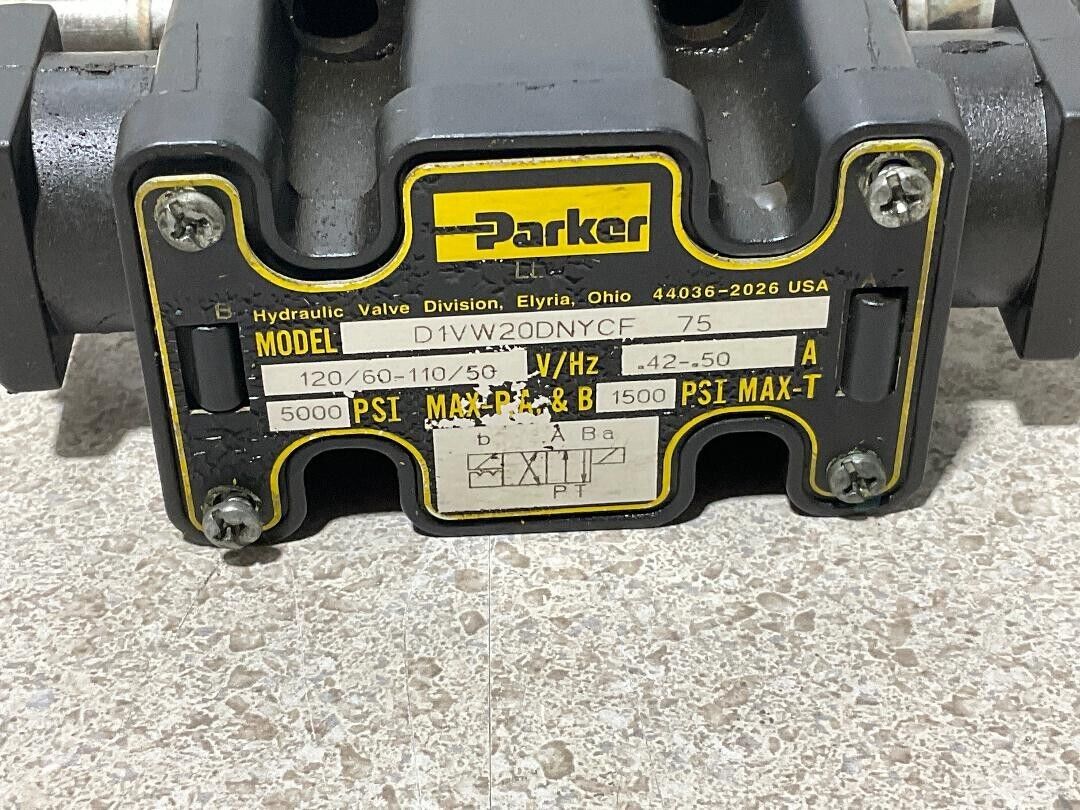 Parker
B
A
Hydraulic Valve Division, Elyria, Ohio 44036-2026 USA
MODEL D1VW20DNYCF 75
120/60-110/50 V/Hz .42-.50 A
5000 PSI MAX-P,A, & B 1500 PSI MAX-T
b A B a
P T